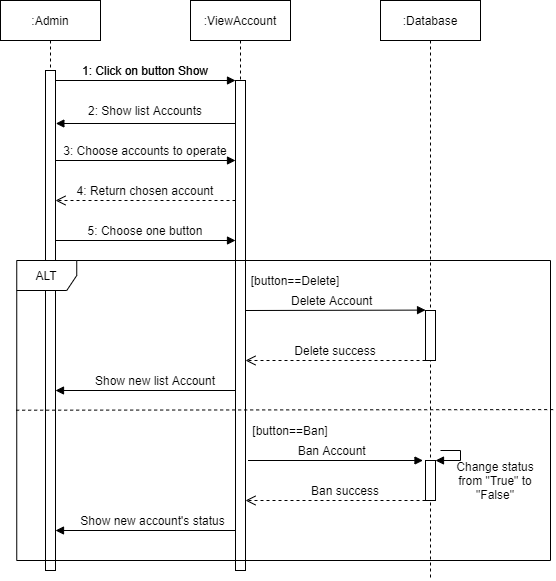 :Admin
:ViewAccount
:Database
1: Click on button Show
2: Show list Accounts
3: Choose accounts to operate
4: Return chosen account
5: Choose one button
ALT
[button==Delete]
Delete Account
Delete success
Show new list Account
[button==Ban]
Ban Account
Change status
from "True" to
"False"
Ban success
Show new account's status